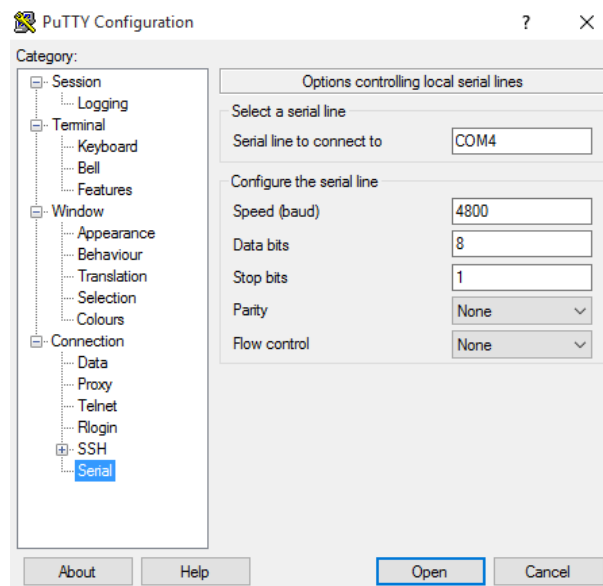 PuTTY Configuration
?
Category:
Session
Logging
Terminal
Keyboard
Bell
Features
Window
Appearance
Behaviour
Translation
Selection
Colours
Connection
Data
Proxy
Telnet
Rlogin
SSH
Serial
Options controlling local serial lines
Select a serial line
Serial line to connect to COM4
Configure the serial line
Speed (baud) 4800
Data bits 8
Stop bits 1
Parity None
Flow control None
About Help Open Cancel